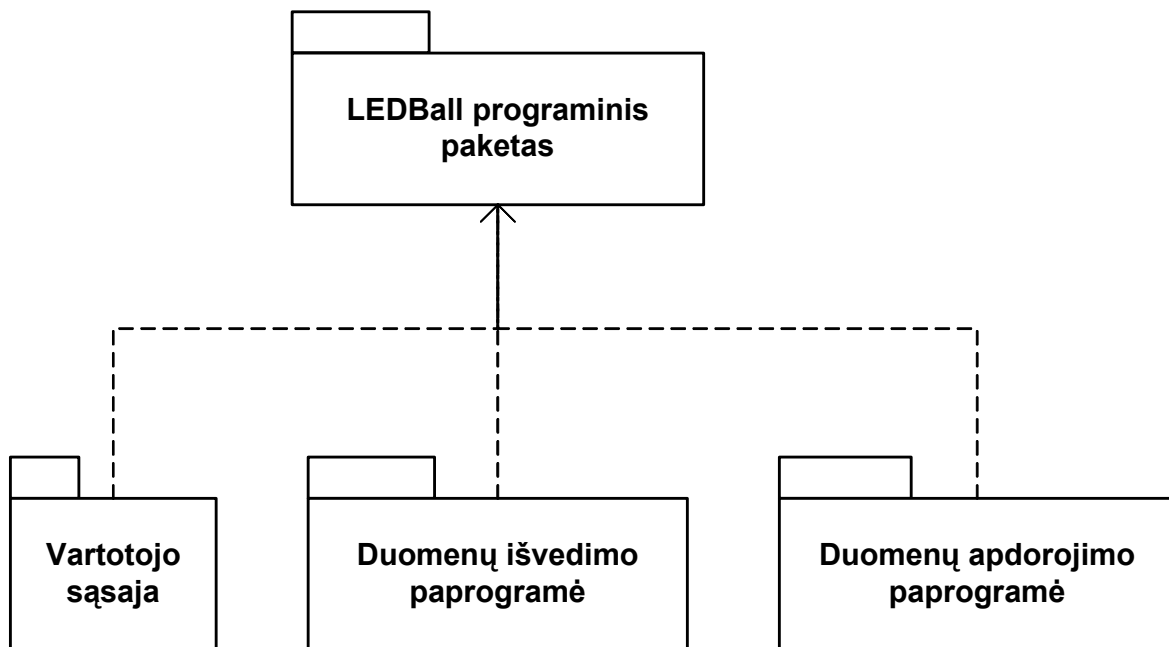 LEDBall programinis
paketas
Vartotojo
sąsaja
Duomenų išvedimo
paprogramė
Duomenų apdorojimo
paprogramė